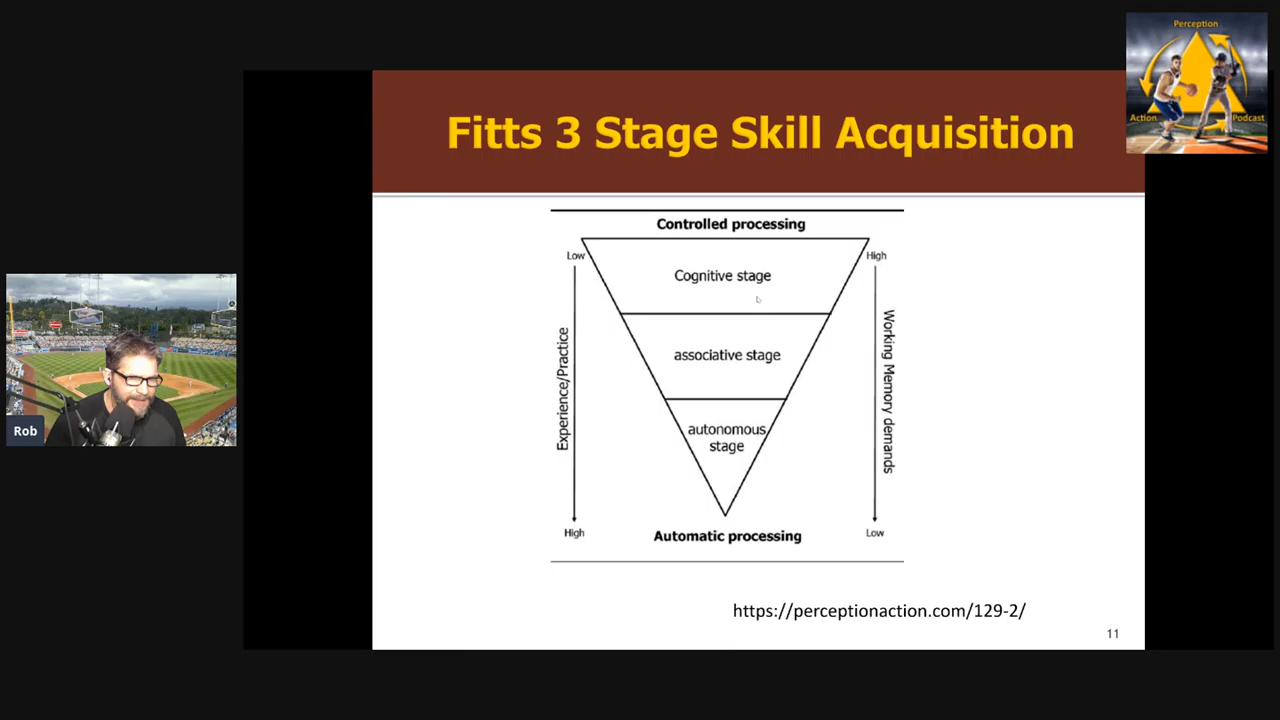 Perception
Action
Podcast
Fitts 3 Stage Skill Acquisition
Controlled processing
Low
High
Cognitive stage
associative stage
autonomous
stage
Experience/Practice
Working Memory demands
High
Low
Automatic processing
https://perceptionaction.com/129-2/
11
Rob